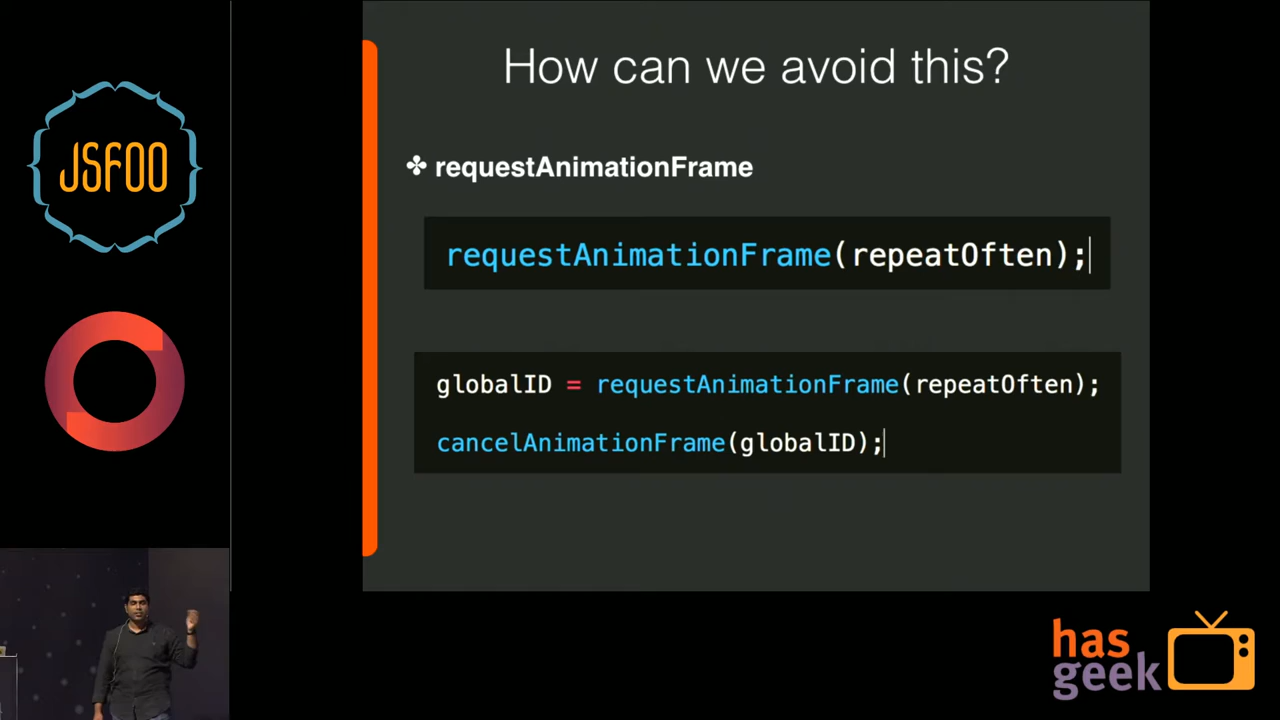 JSFOO
How can we avoid this?
✤ requestAnimationFrame
requestAnimationFrame(repeatOften);
globalID = requestAnimationFrame(repeatOften);
cancelAnimationFrame(globalID);
has
geek